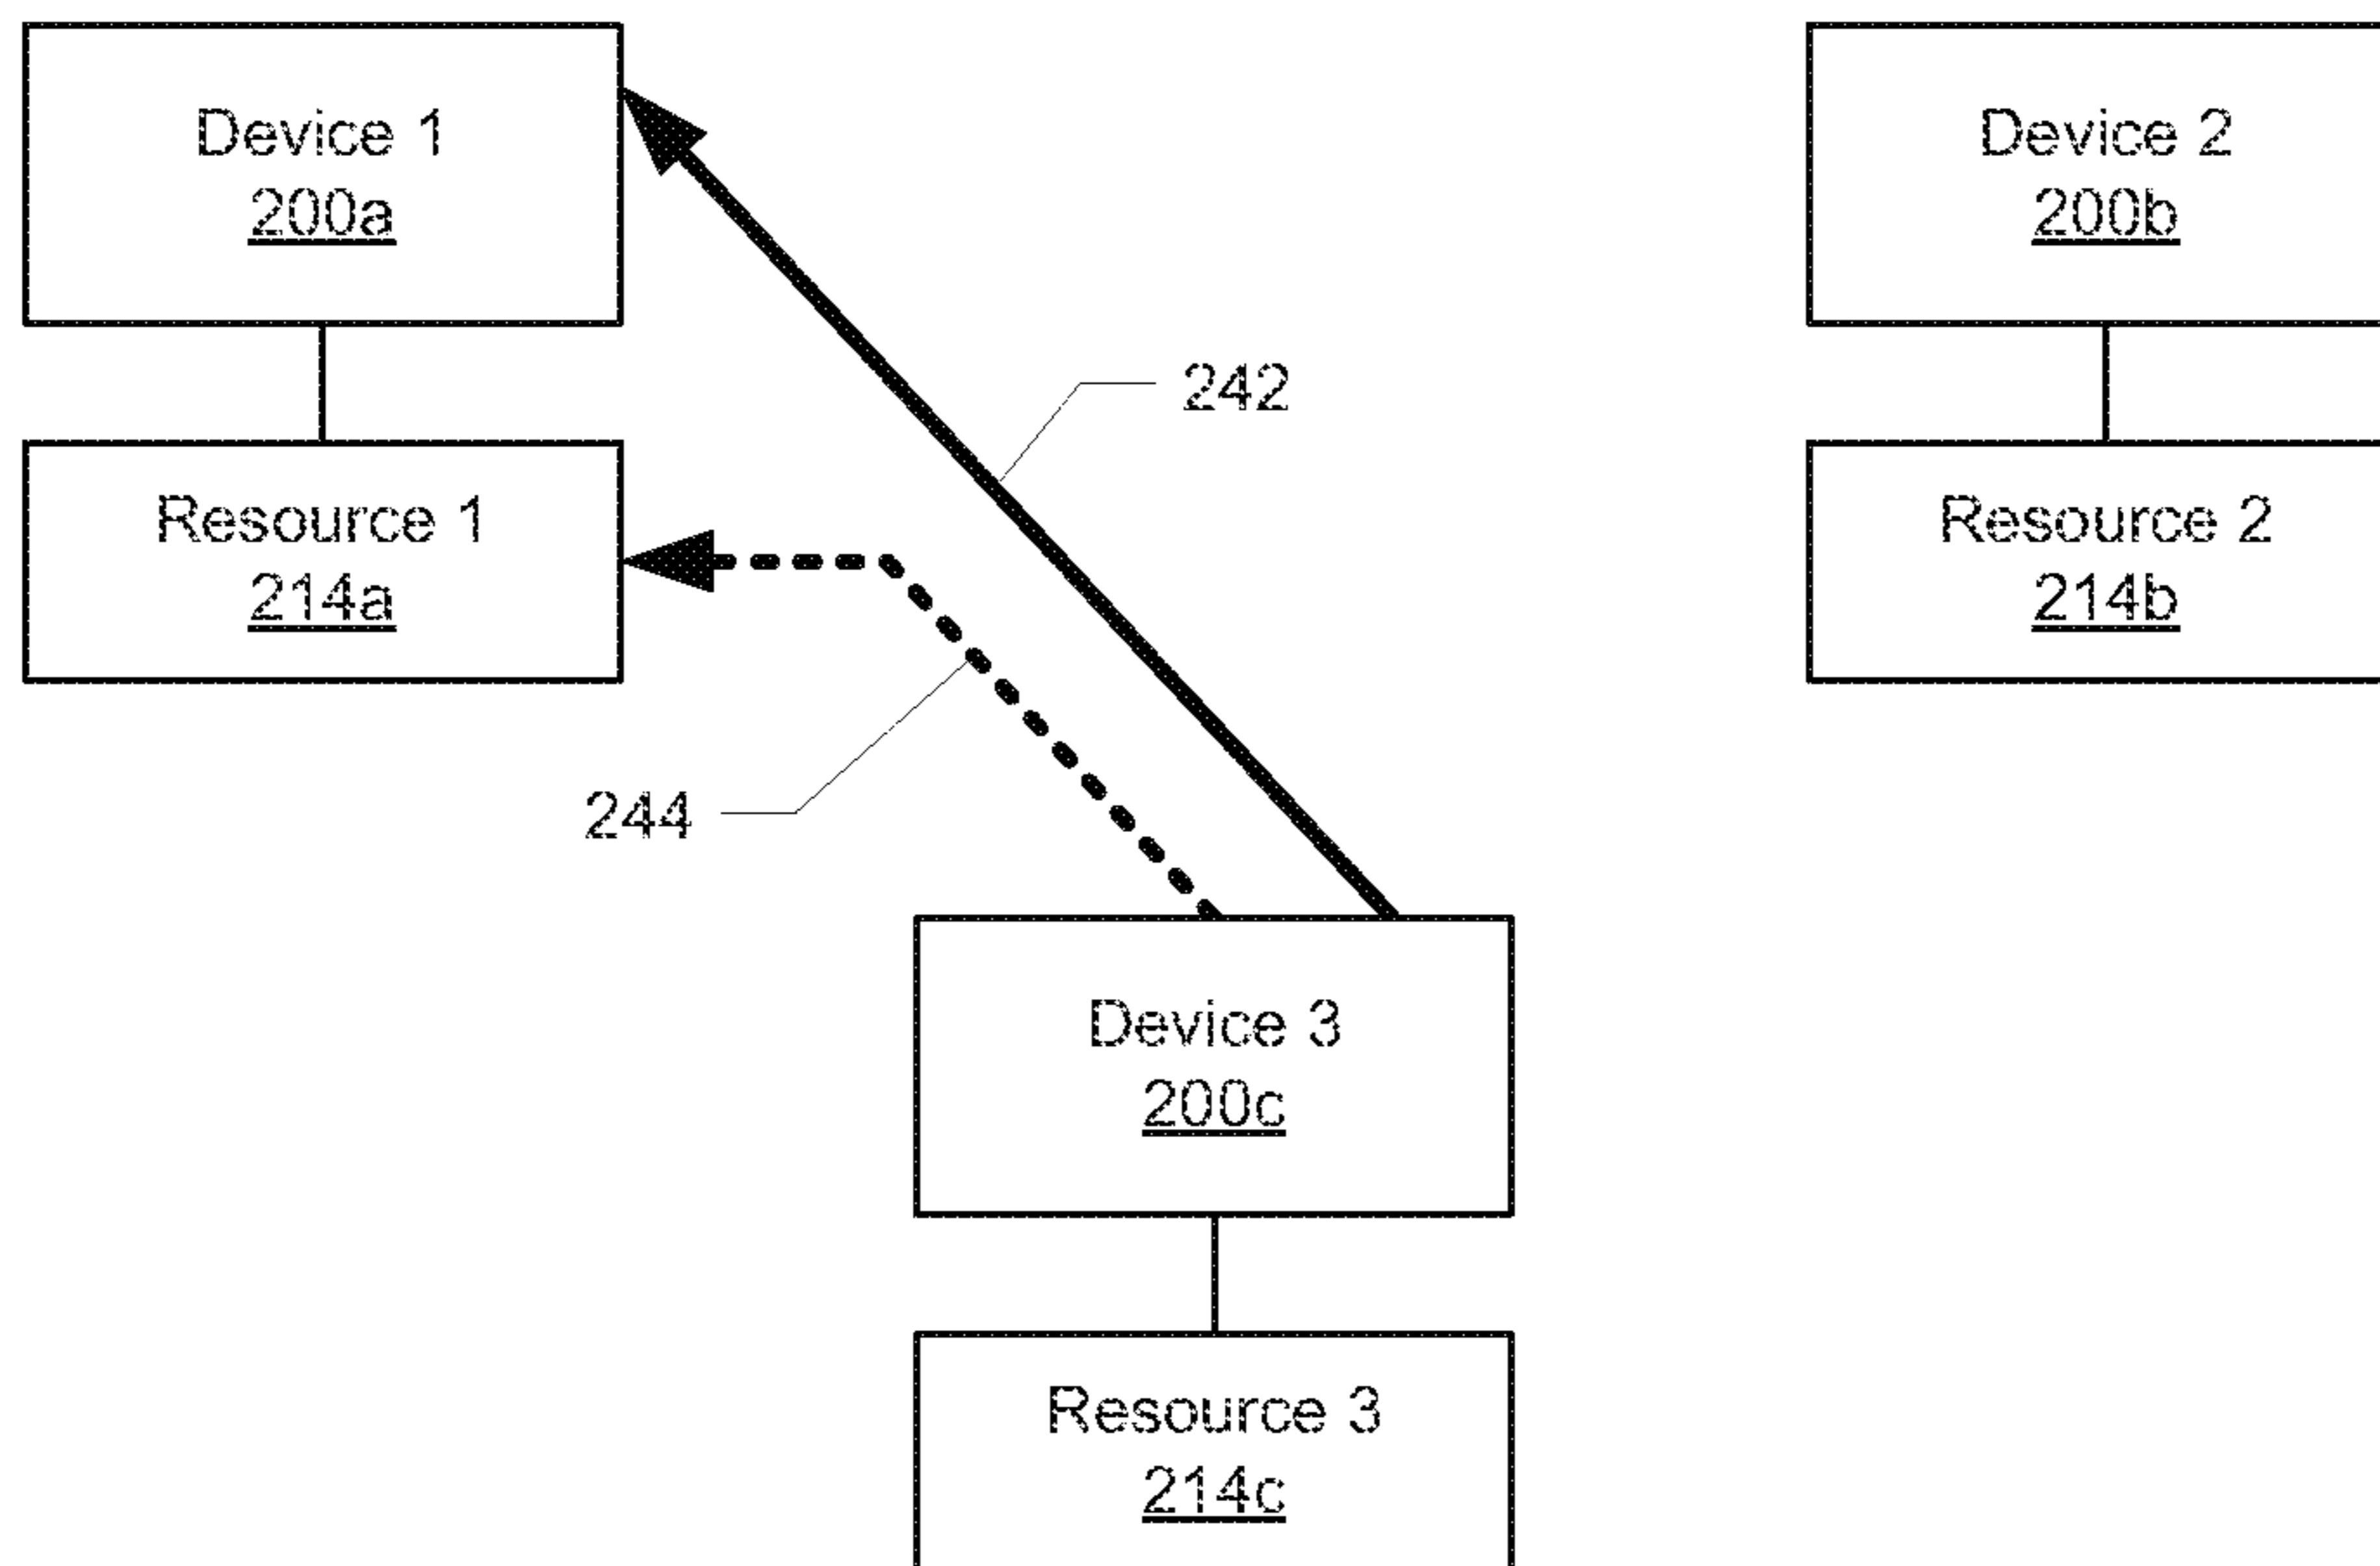 Device 1
200a
Device 2
200b
242
Resource 1
214a
Resource 2
214b
244
Device 3
200c
Resource 3
214c